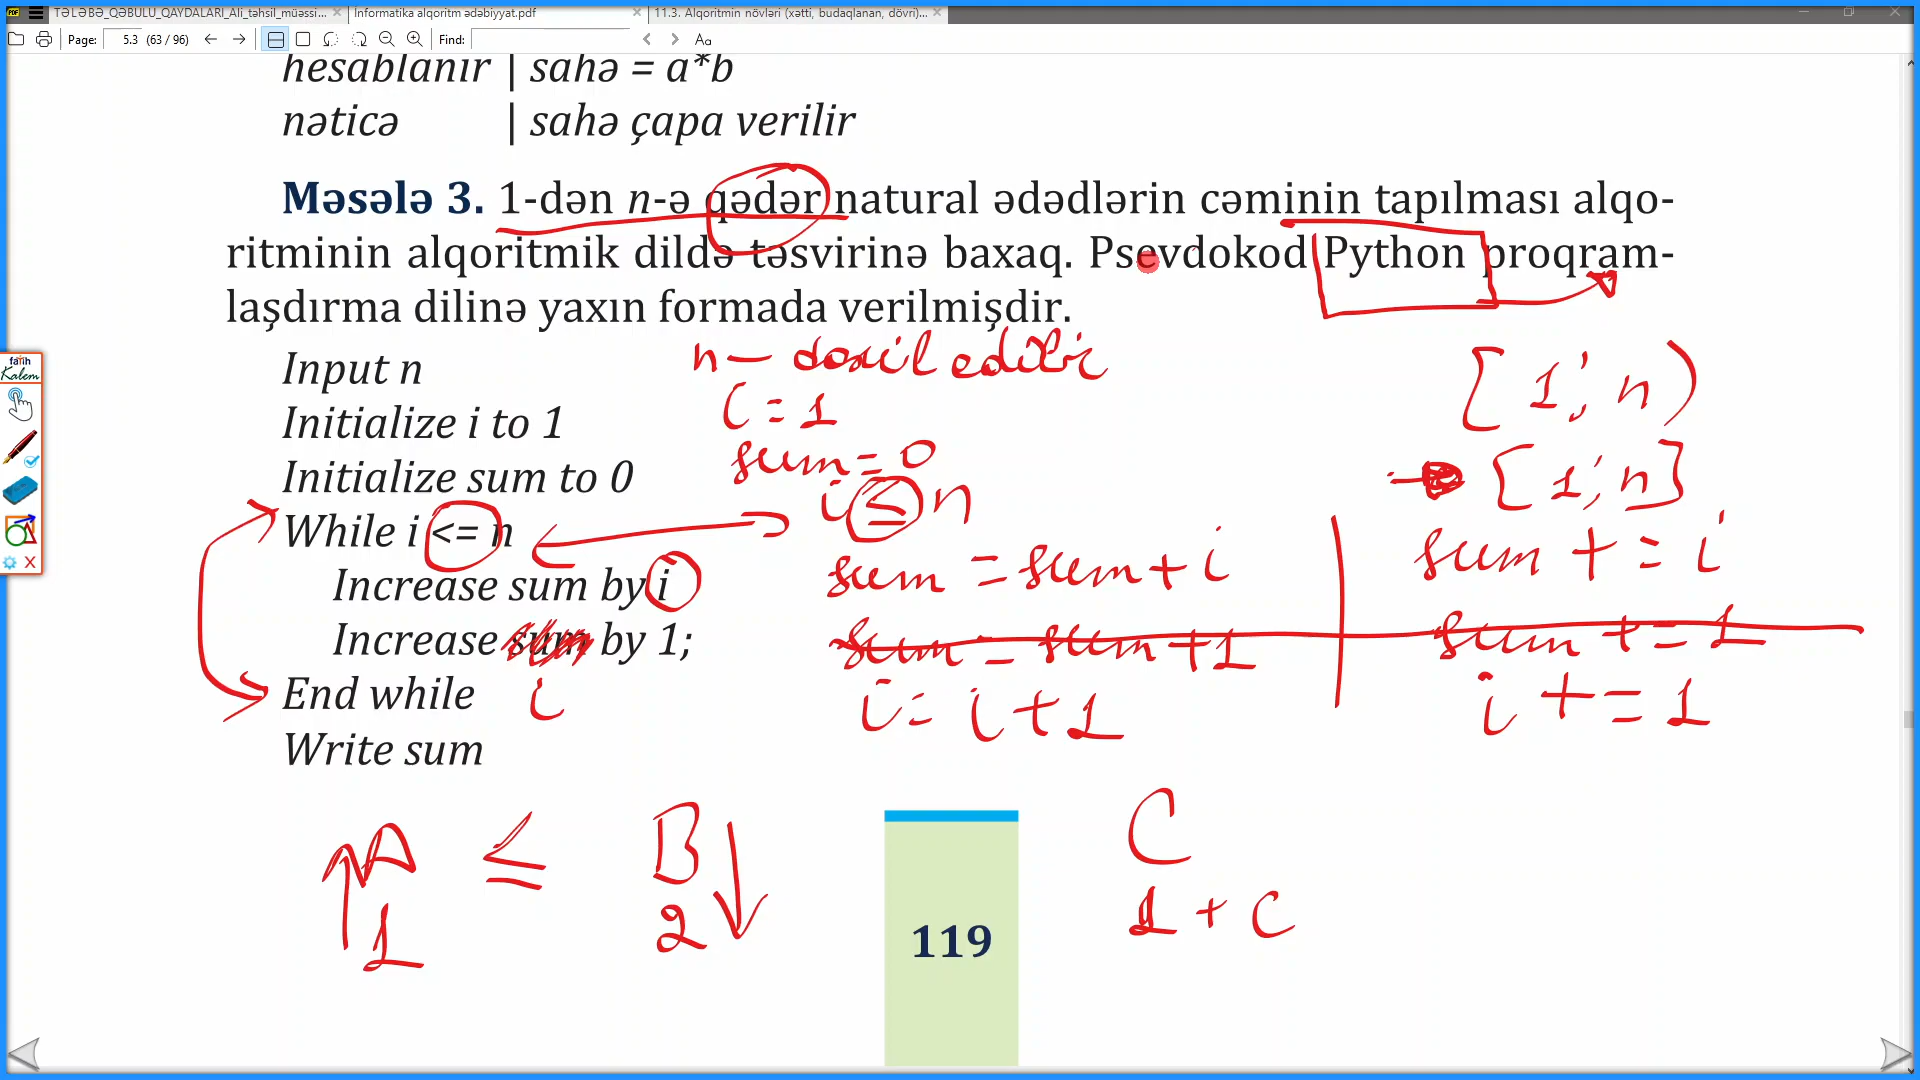 TƏLƏBƏ_QƏBULU_QAYDALARI_Ali_təhsil_müəssi...
İnformatika alqoritm ədəbiyyat.pdf
11.3. Alqoritmin növləri (xətti, budaqlanan, dövri)...
Page: 5.3 (63 / 96)
Find:
Aa
hesablanır | sahə = a*b
nəticə | sahə çapa verilir
Məsələ 3. 1-dən n-ə qədər natural ədədlərin cəminin tapılması alqo-
ritminin alqoritmik dildə təsvirinə baxaq. Psevdokod Python proqram-
laşdırma dilinə yaxın formada verilmişdir.
fatih
Kalem
Input n
n — daxil edilir
[1; n)
Initialize i to 1
i = 1
Initialize sum to 0
sum = 0
[1; n]
While i <= n
i ≤ n
Increase sum by i
sum = sum + i
sum += i
Increase sum by 1;
sum = sum + 1
sum += 1
End while
i
i = i + 1
i += 1
Write sum
A ≤ B
C
1
2
1 + C
119